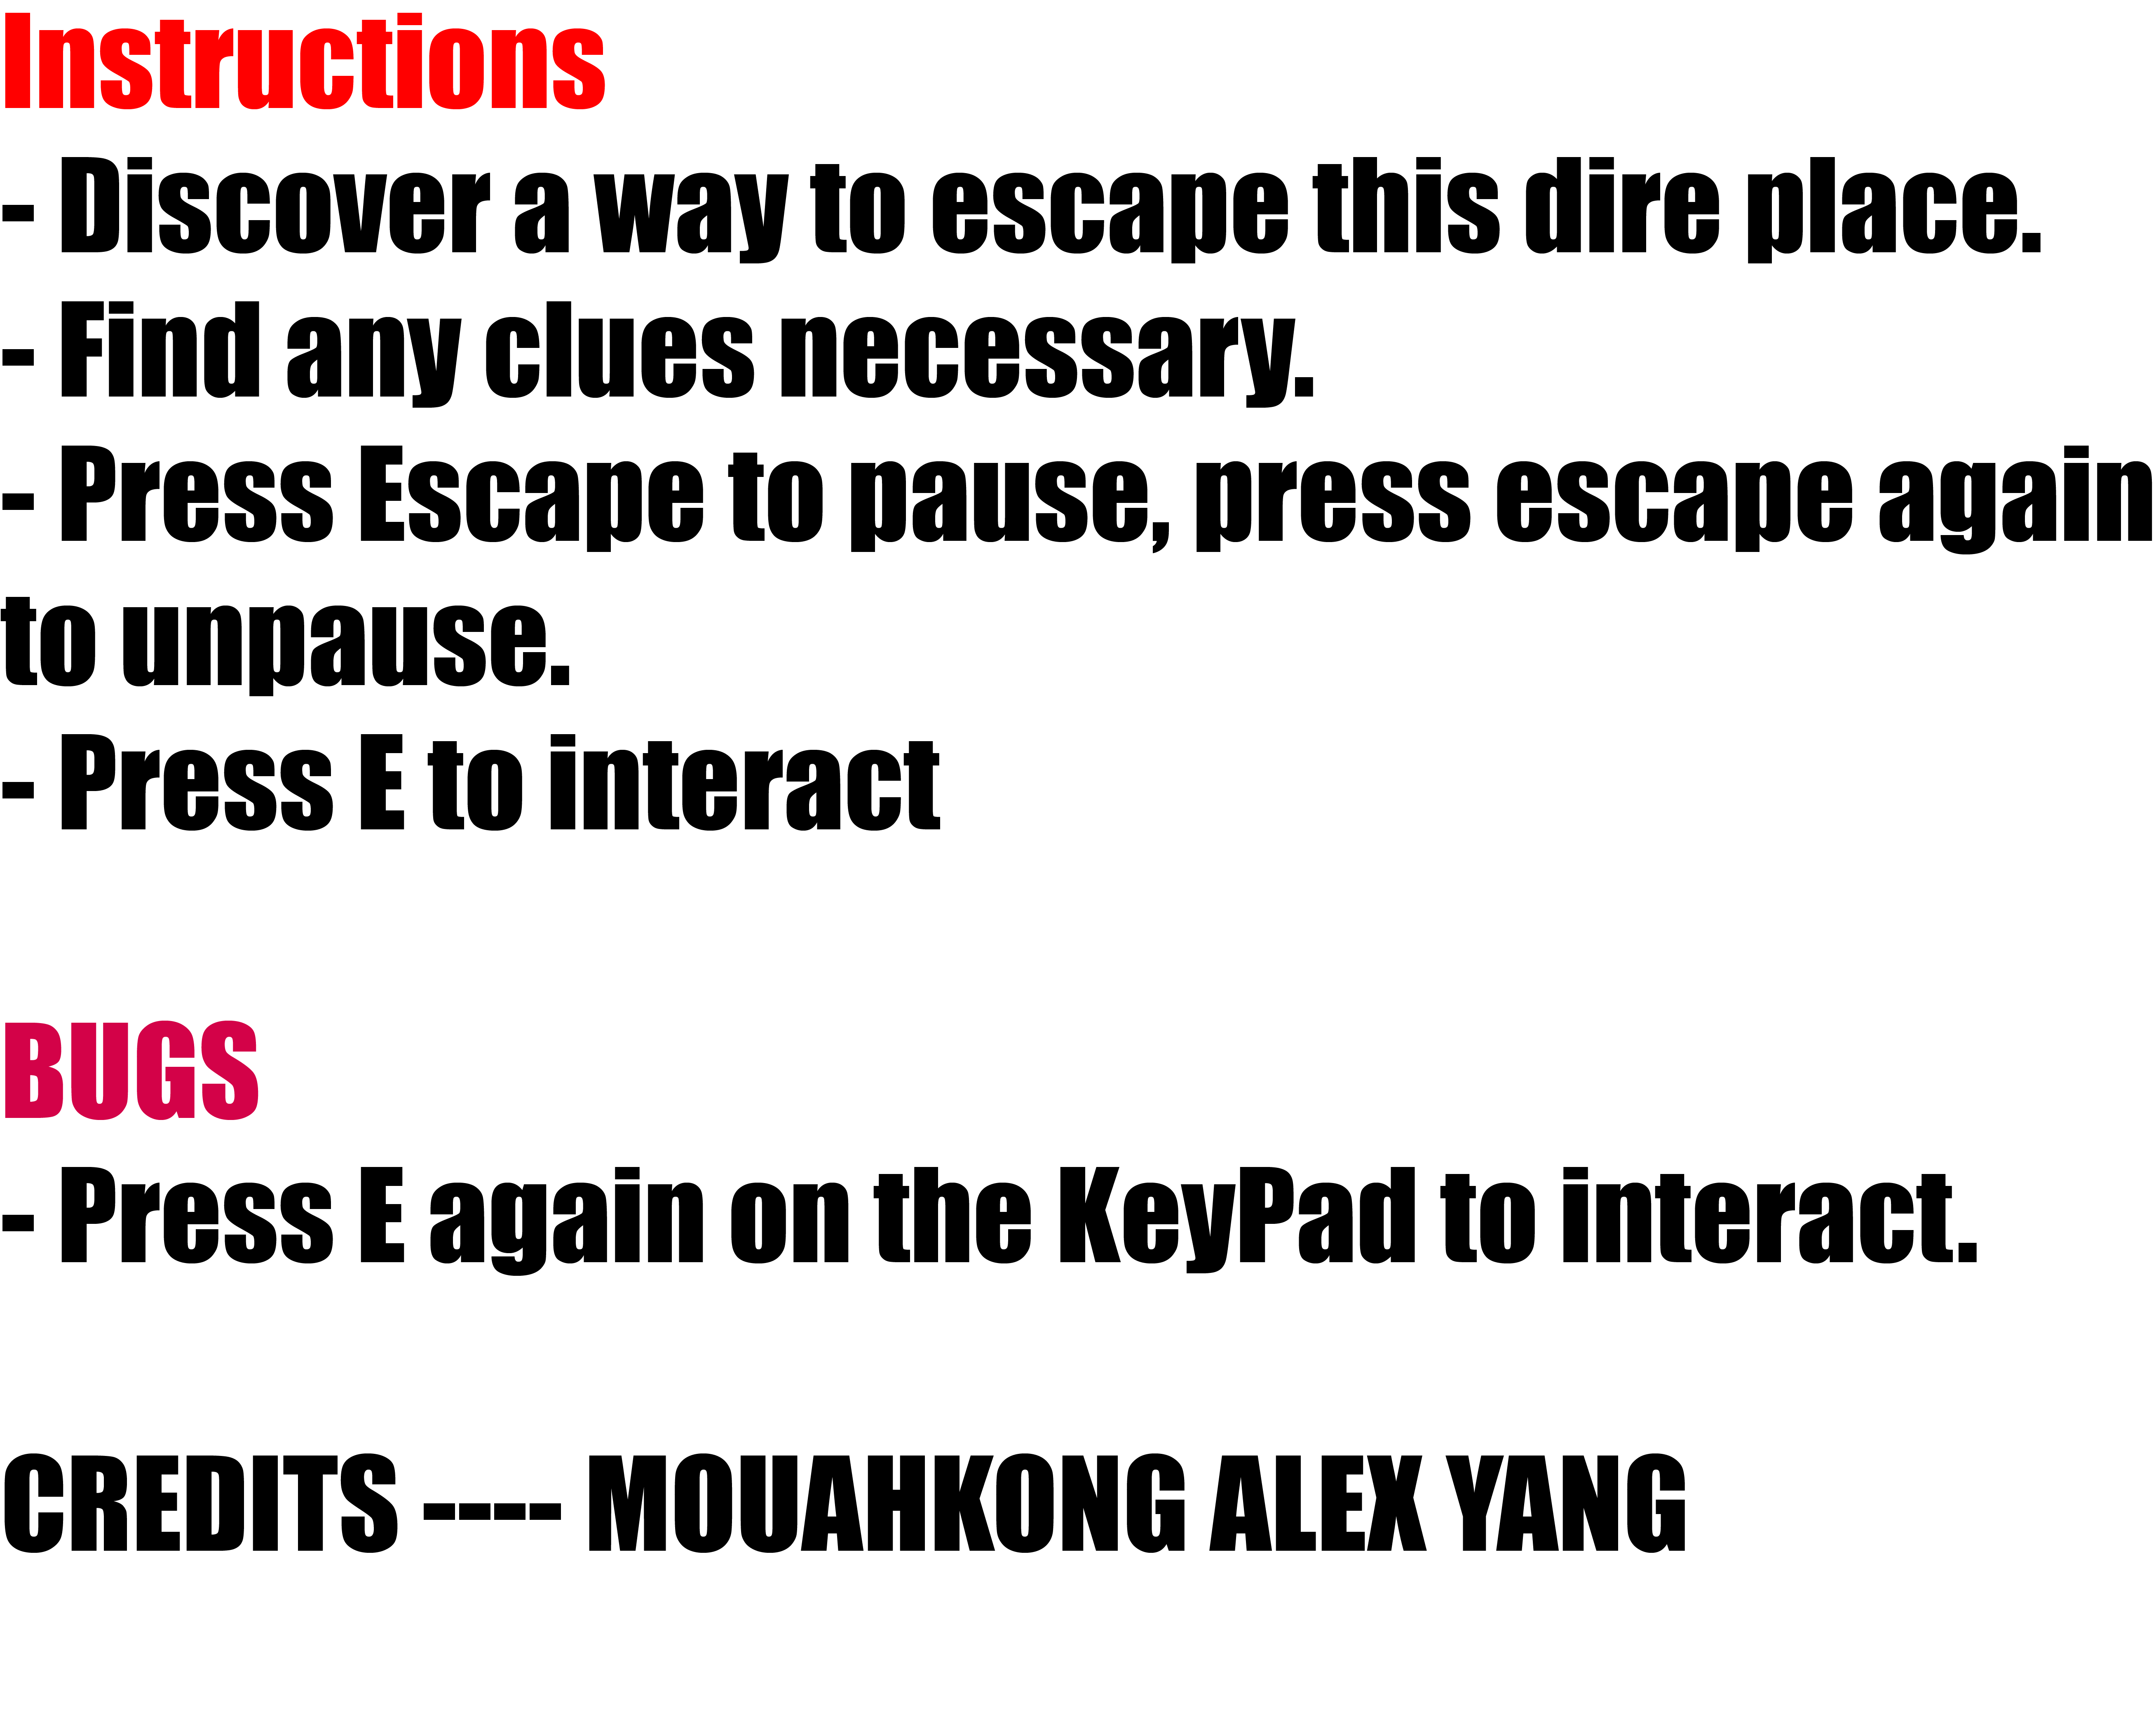 Instructions
- Discover a way to escape this dire place.
- Find any clues necessary.
- Press Escape to pause, press escape again
to unpause.
- Press E to interact
BUGS
- Press E again on the KeyPad to interact.
CREDITS ---- MOUAHKONG ALEX YANG